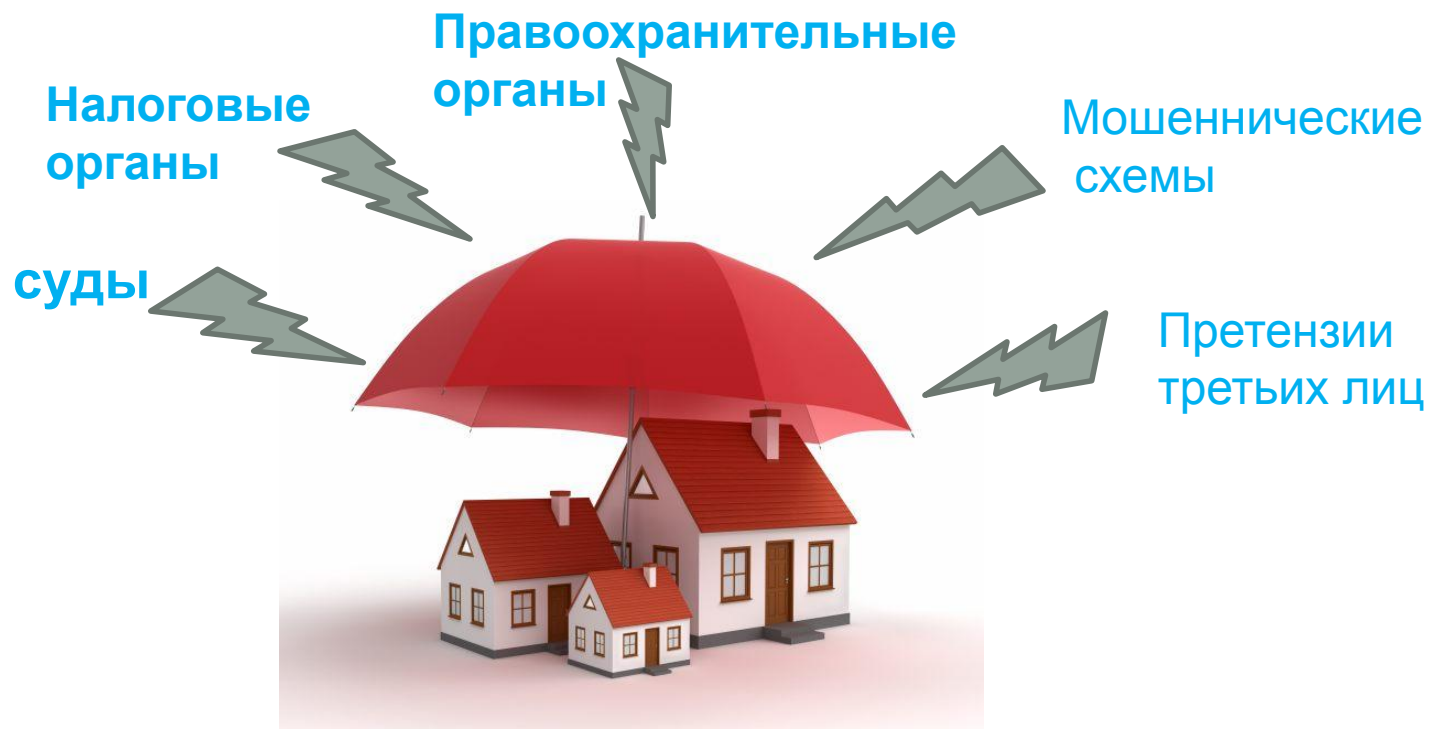 Правоохранительные
органы
Налоговые
органы
Мошеннические
схемы
суды
Претензии
третьих лиц